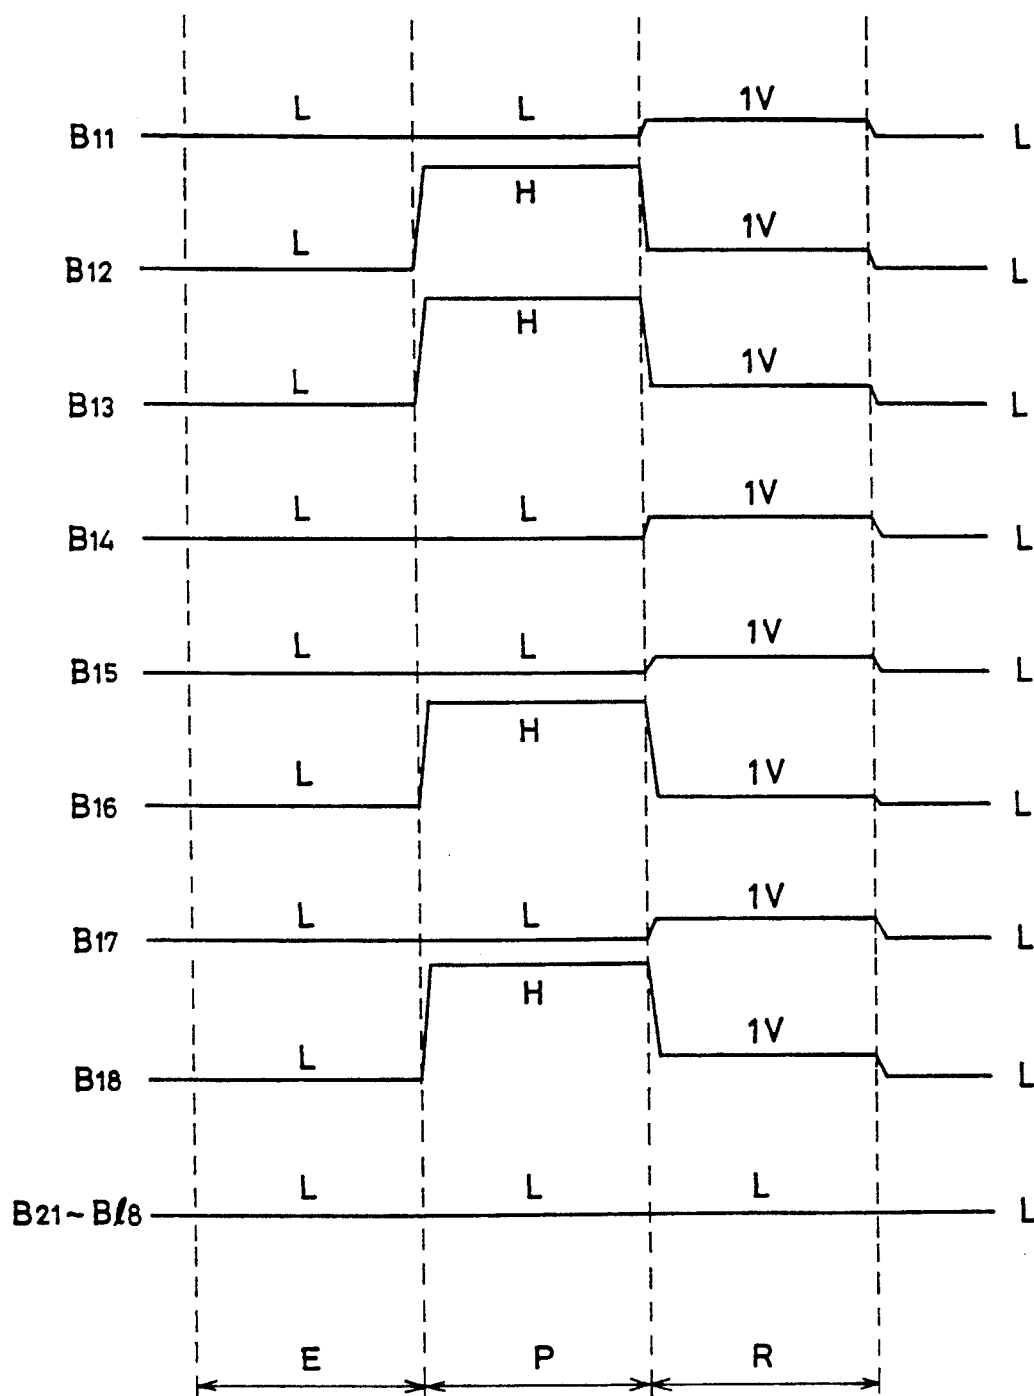 B11 L L 1V L
B12 L H 1V L
B13 L H 1V L
B14 L L 1V L
B15 L L 1V L
B16 L H 1V L
B17 L L 1V L
B18 L H 1V L
B21~Bℓ8 L L L L
E P R